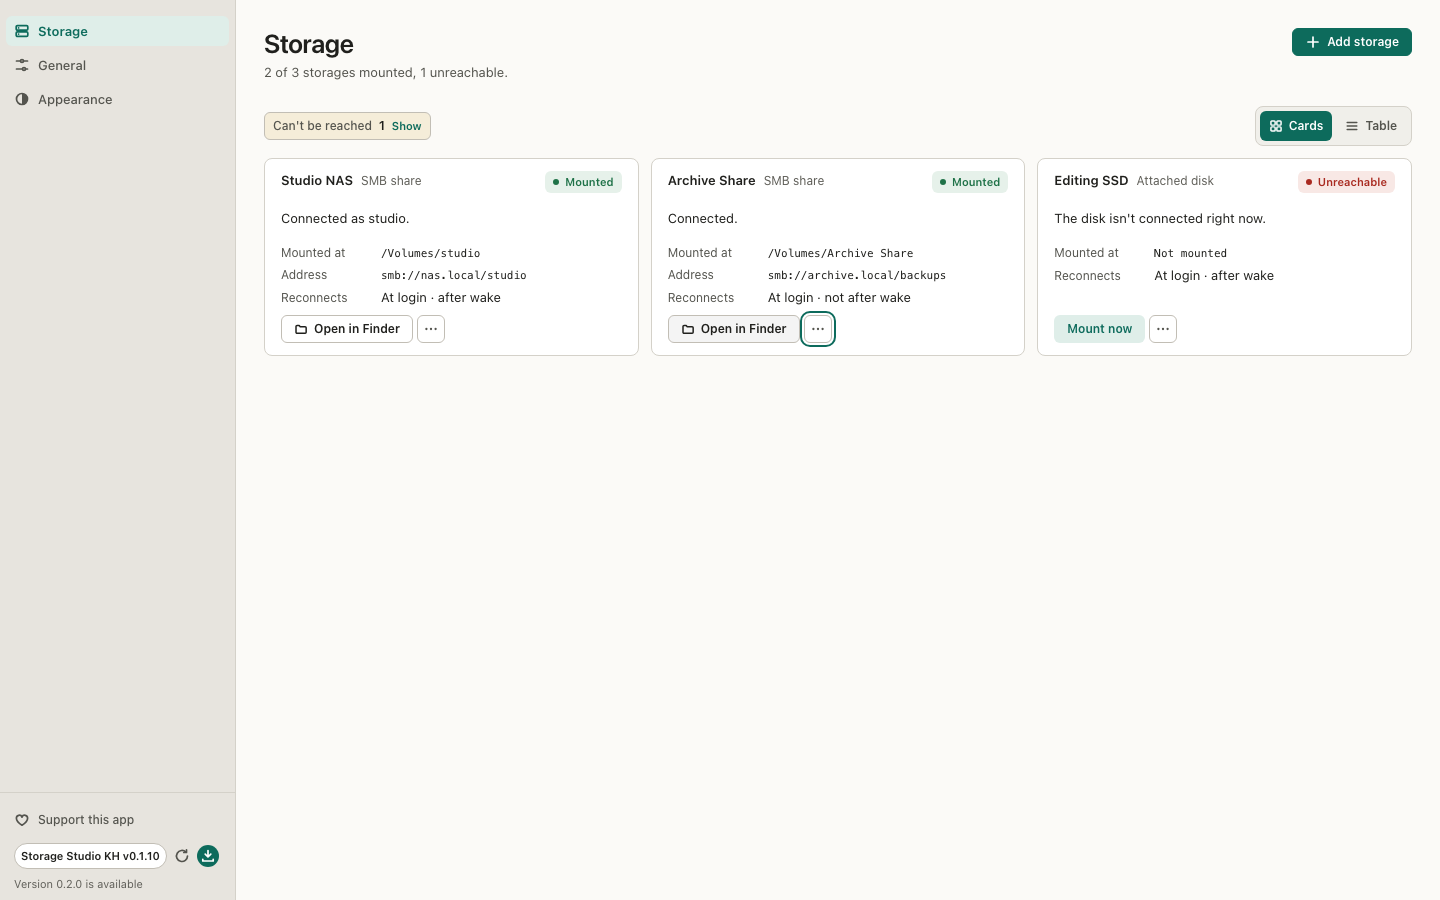 Storage
General
Appearance
Support this app
Storage Studio KH v0.1.10
Version 0.2.0 is available
Storage
2 of 3 storages mounted, 1 unreachable.
Add storage
Can't be reached 1 Show
Cards
Table
Studio NAS SMB share
Mounted
Connected as studio.
Mounted at /Volumes/studio
Address smb://nas.local/studio
Reconnects At login · after wake
Open in Finder
Archive Share SMB share
Mounted
Connected.
Mounted at /Volumes/Archive Share
Address smb://archive.local/backups
Reconnects At login · not after wake
Open in Finder
Editing SSD Attached disk
Unreachable
The disk isn't connected right now.
Mounted at Not mounted
Reconnects At login · after wake
Mount now